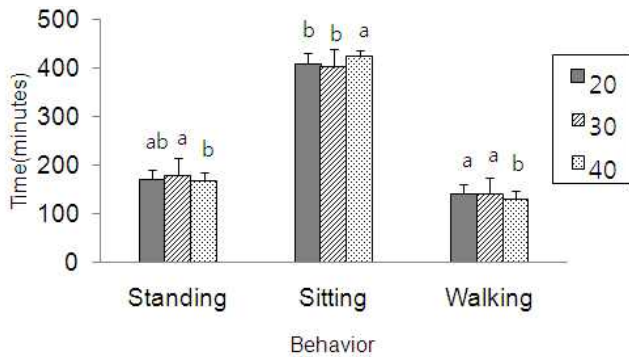 500
400
300
200
100
0
Time(minutes)
ab a b
b b a
a a b
Standing Sitting Walking
Behavior
20
30
40